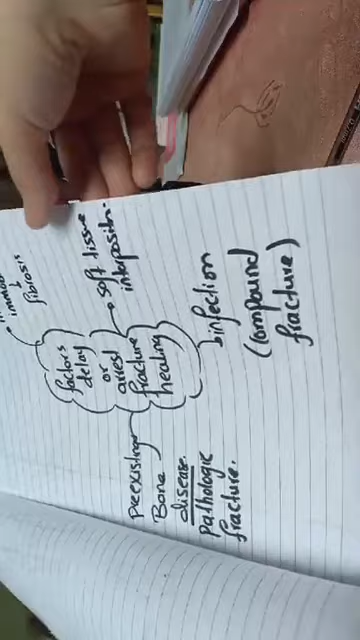 fibrosis
soft tissue
interposition.
factors
delay
or
arrest
fracture
healing
infection
(compound
fracture)
Preexisting
Bone
disease.
Pathologic
fracture.